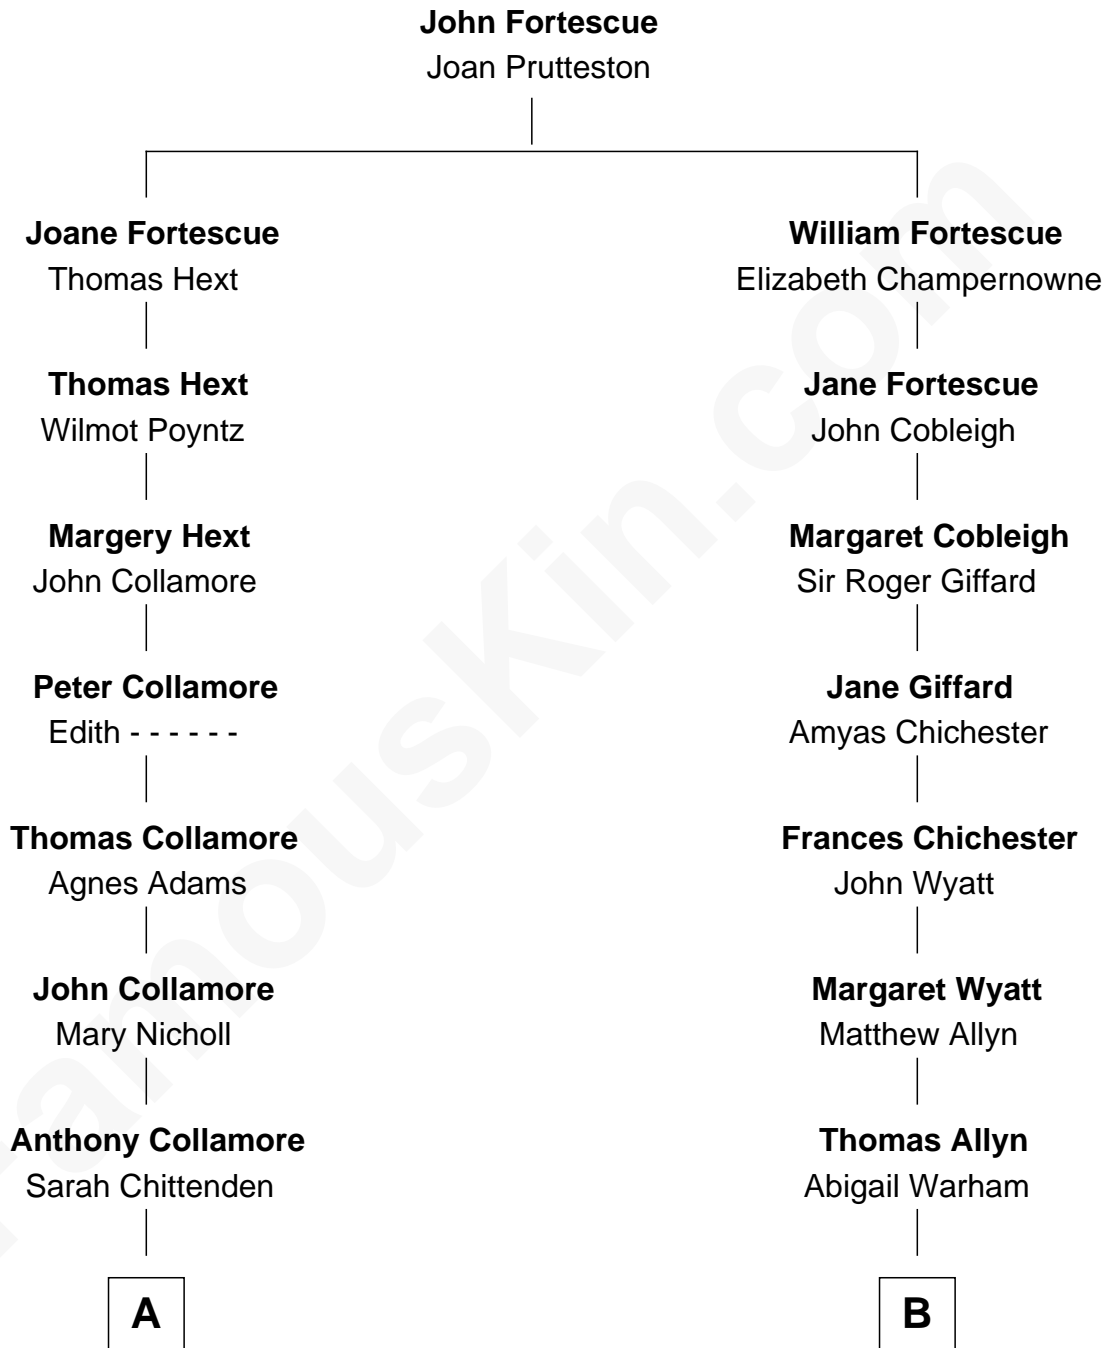 John Fortescue
Joan Prutteston
Joane Fortescue
Thomas Hext
William Fortescue
Elizabeth Champernowne
Thomas Hext
Wilmot Poyntz
Jane Fortescue
John Cobleigh
Margery Hext
John Collamore
Margaret Cobleigh
Sir Roger Giffard
Peter Collamore
Edith - - - - - -
Jane Giffard
Amyas Chichester
Thomas Collamore
Agnes Adams
Frances Chichester
John Wyatt
John Collamore
Mary Nicholl
Margaret Wyatt
Matthew Allyn
Anthony Collamore
Sarah Chittenden
Thomas Allyn
Abigail Warham
A
B
FamousKin.com